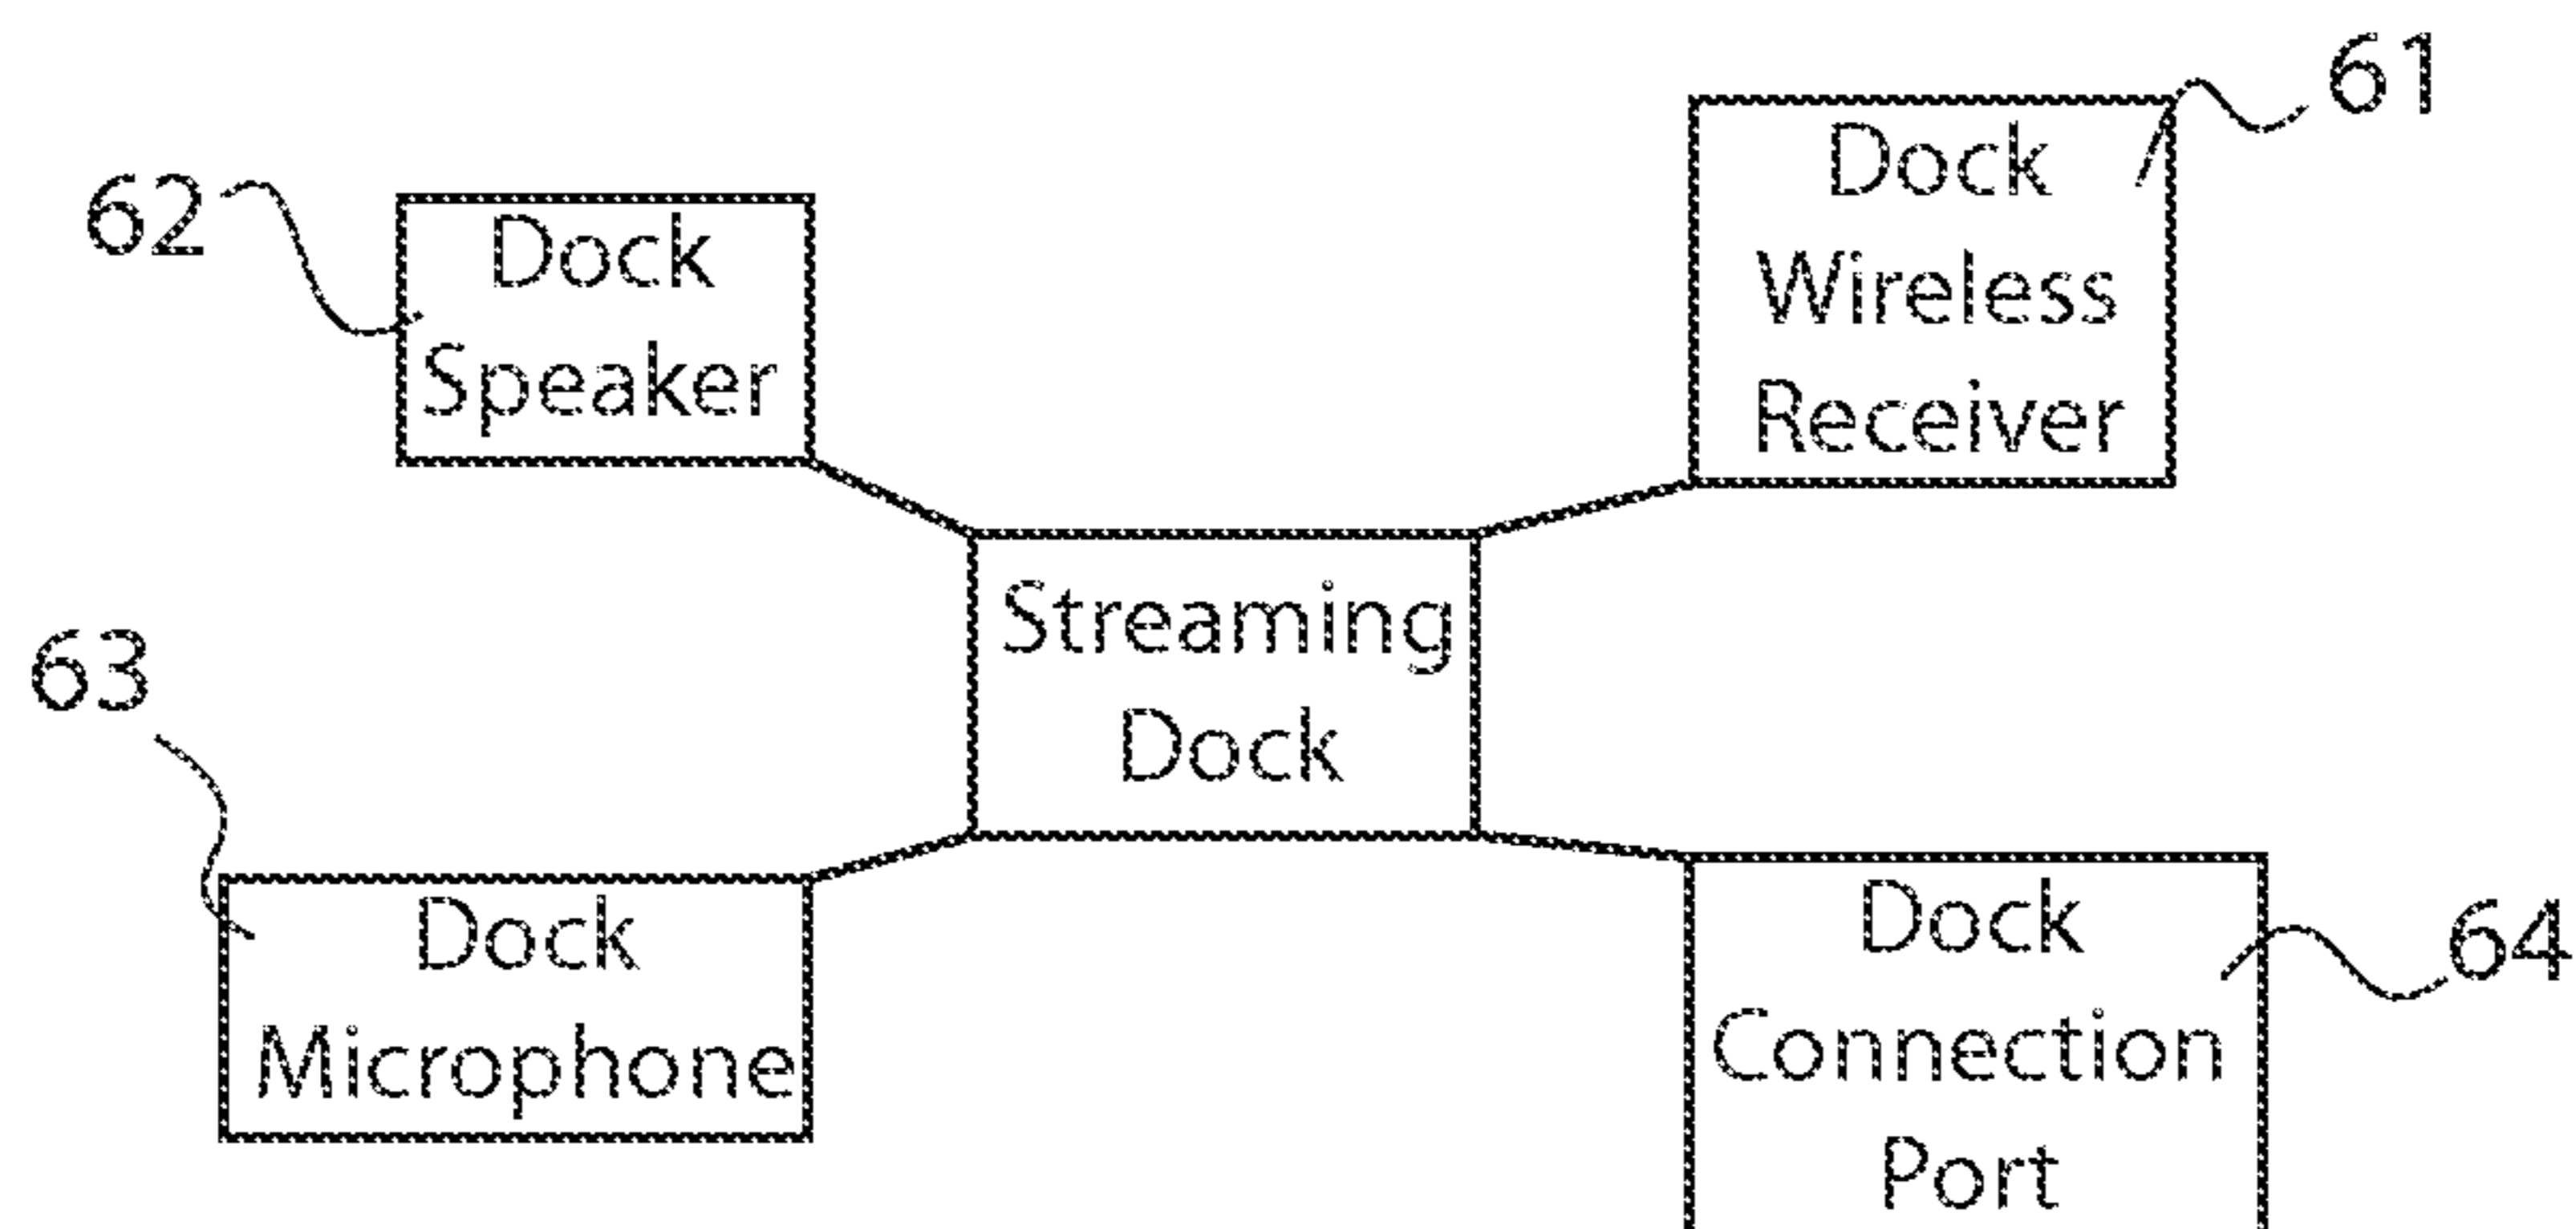 61
Dock
Wireless
Receiver
62
Dock
Speaker
Streaming
Dock
63
Dock
Microphone
64
Dock
Connection
Port